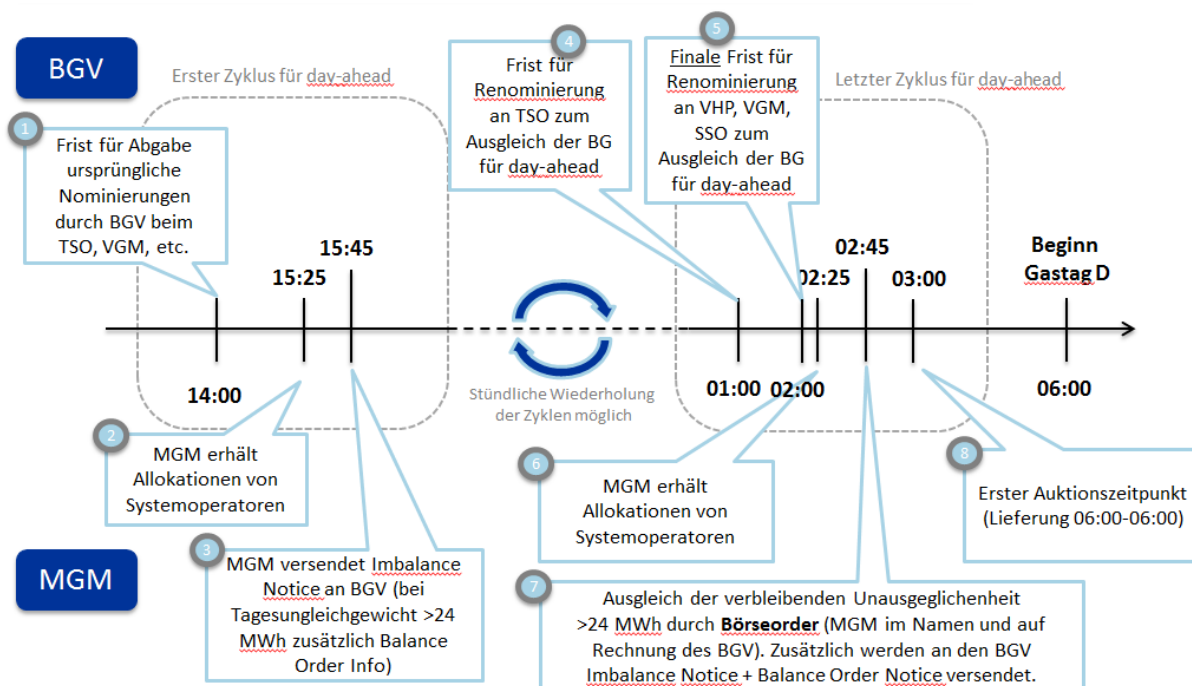 BGV
Erster Zyklus für day-ahead
1
Frist für Abgabe
ursprüngliche
Nominierungen
durch BGV beim
TSO, VGM, etc.
4
Frist für
Renominierung
an TSO zum
Ausgleich der BG
für day-ahead
5
Finale Frist für
Renominierung
an VHP, VGM,
SSO zum
Ausgleich der BG
für day-ahead
Letzter Zyklus für day-ahead
15:25
15:45
02:25
02:45
03:00
Beginn
Gastag D
14:00
Stündliche Wiederholung
der Zyklen möglich
01:00
02:00
06:00
2
MGM erhält
Allokationen von
Systemoperatoren
6
MGM erhält
Allokationen von
Systemoperatoren
8
Erster Auktionszeitpunkt
(Lieferung 06:00-06:00)
MGM
3
MGM versendet Imbalance
Notice an BGV (bei
Tagesungleichgewicht >24
MWh zusätzlich Balance
Order Info)
7
Ausgleich der verbleibenden Unausgeglichenheit
>24 MWh durch Börseorder (MGM im Namen und auf
Rechnung des BGV). Zusätzlich werden an den BGV
Imbalance Notice + Balance Order Notice versendet.